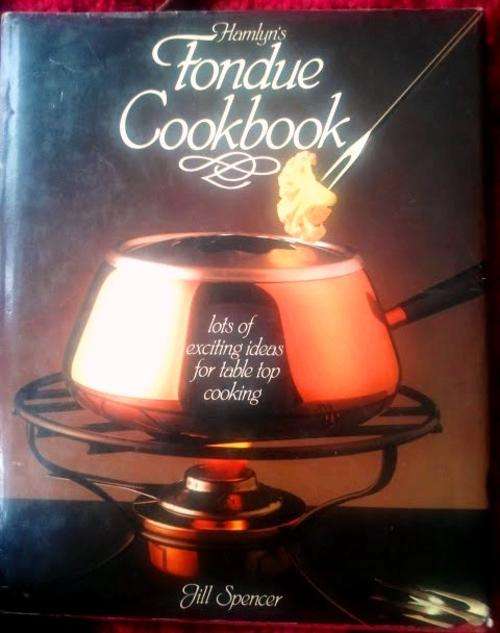 Hamlyn's
Fondue
Cookbook
lots of
exciting ideas
for table top
cooking
Jill Spencer